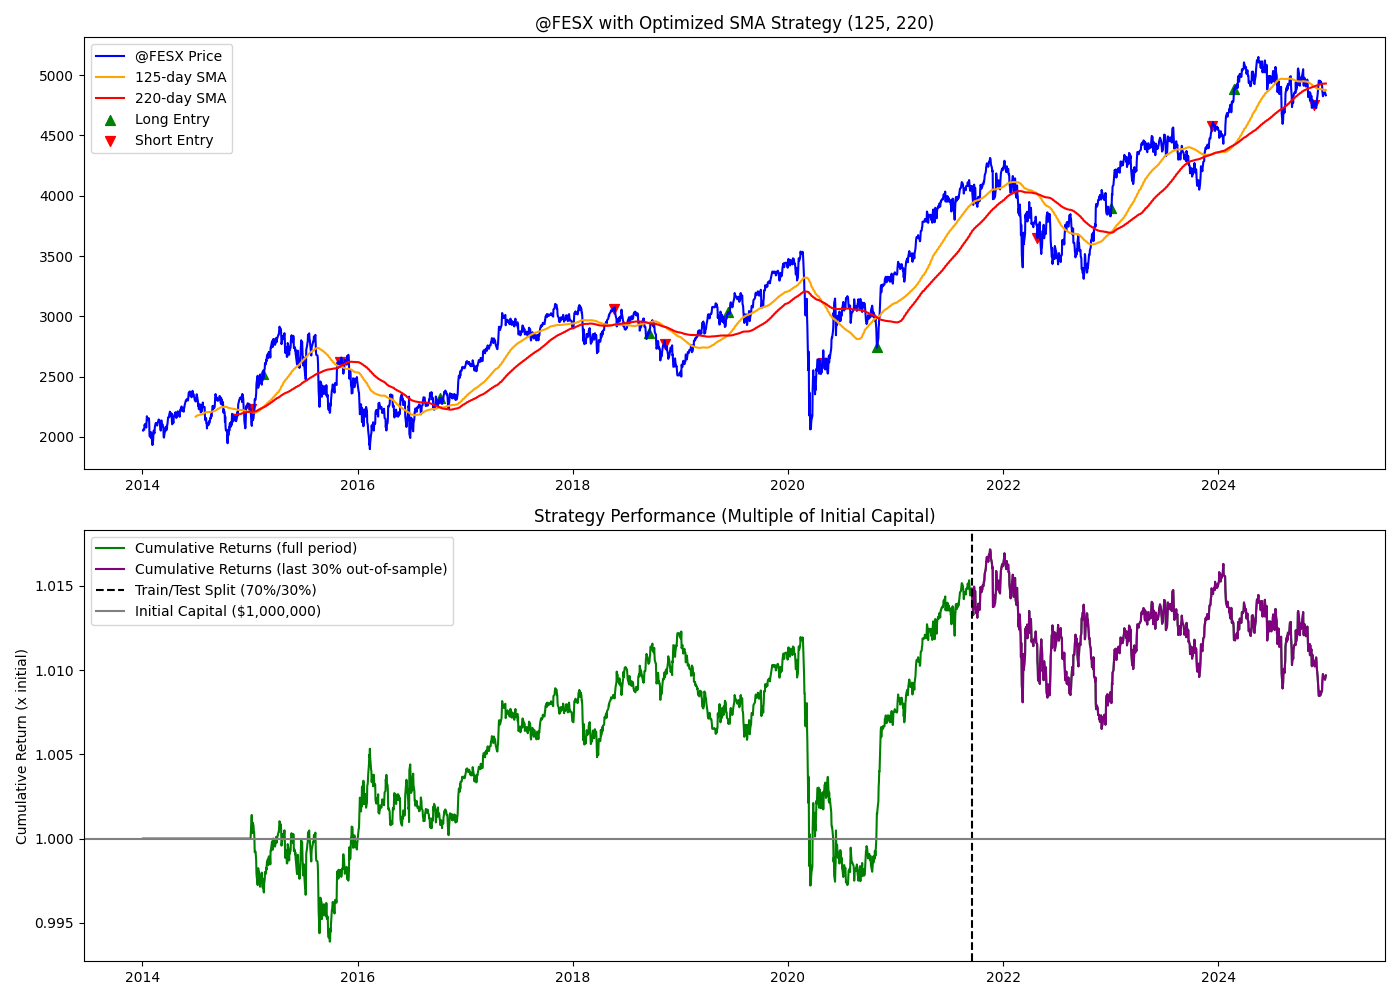 @FESX with Optimized SMA Strategy (125, 220)
@FESX Price
125-day SMA
220-day SMA
Long Entry
Short Entry
5000
4500
4000
3500
3000
2500
2000
2014 2016 2018 2020 2022 2024
Strategy Performance (Multiple of Initial Capital)
Cumulative Returns (full period)
Cumulative Returns (last 30% out-of-sample)
Train/Test Split (70%/30%)
Initial Capital ($1,000,000)
Cumulative Return (x initial)
1.015
1.010
1.005
1.000
0.995
2014 2016 2018 2020 2022 2024